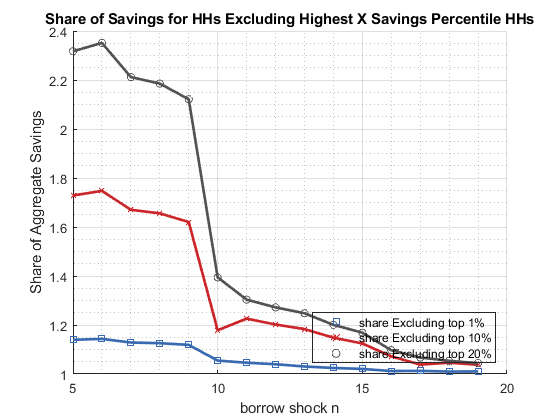 Share of Savings for HHs Excluding Highest X Savings Percentile HHs
2.4
2.2
2
1.8
1.6
1.4
1.2
1
Share of Aggregate Savings
share Excluding top 1%
share Excluding top 10%
share Excluding top 20%
5
10
15
20
borrow shock n